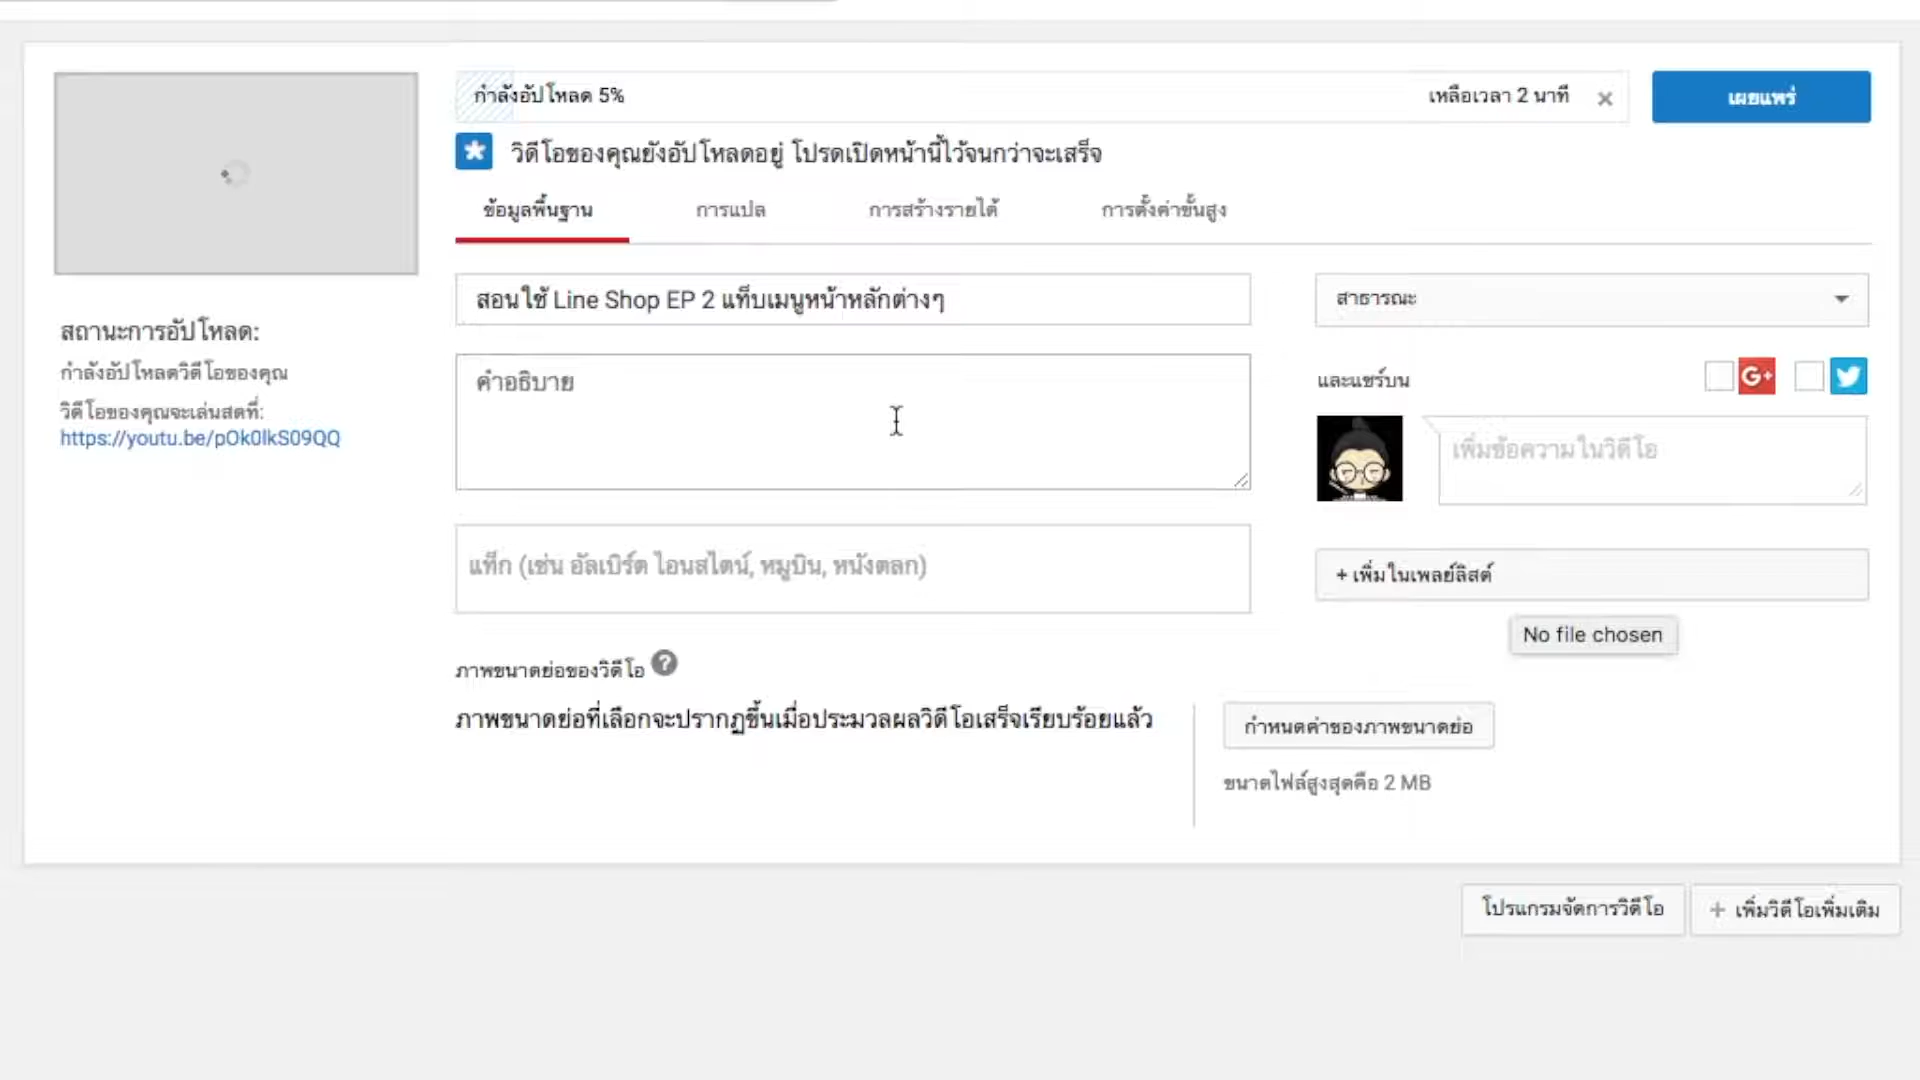 กำลังอัปโหลด 5%
เหลือเวลา 2 นาที
เผยแพร่
วิดีโอของคุณยังอัปโหลดอยู่ โปรดเปิดหน้านี้ไว้จนกว่าจะเสร็จ
ข้อมูลพื้นฐาน
การแปล
การสร้างรายได้
การตั้งค่าขั้นสูง
สอนใช้ Line Shop EP 2 แท็บเมนูหน้าหลักต่างๆ
สาธารณะ
สถานะการอัปโหลด:
กำลังอัปโหลดวิดีโอของคุณ
วิดีโอของคุณจะเล่นสดที่:
https://youtu.be/pOk0lkS09QQ
คำอธิบาย
และแชร์บน
G+
เพิ่มข้อความในวิดีโอ
แท็ก (เช่น อัลเบิร์ต ไอนสไตน์, หมูบิน, หนังตลก)
+ เพิ่มในเพลย์ลิสต์
No file chosen
ภาพขนาดย่อของวิดีโอ ?
ภาพขนาดย่อที่เลือกจะปรากฏขึ้นเมื่อประมวลผลวิดีโอเสร็จเรียบร้อยแล้ว
กำหนดค่าของภาพขนาดย่อ
ขนาดไฟล์สูงสุดคือ 2 MB
โปรแกรมจัดการวิดีโอ
+ เพิ่มวิดีโอเพิ่มเติม